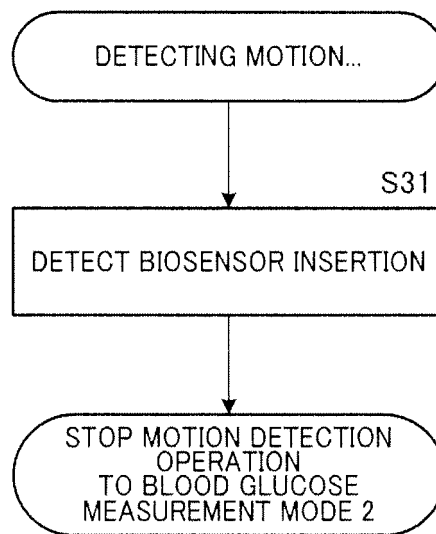 DETECTING MOTION...
S31
DETECT BIOSENSOR INSERTION
STOP MOTION DETECTION
OPERATION
TO BLOOD GLUCOSE
MEASUREMENT MODE 2